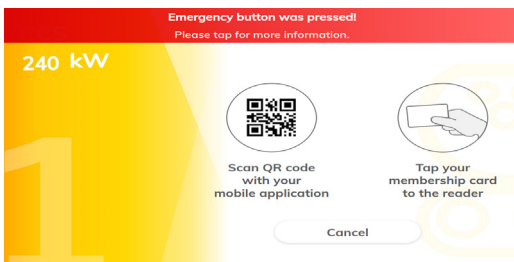 Emergency button was pressed!
Please tap for more information.
240 kW
1
Scan QR code
with your
mobile application
Tap your
membership card
to the reader
Cancel